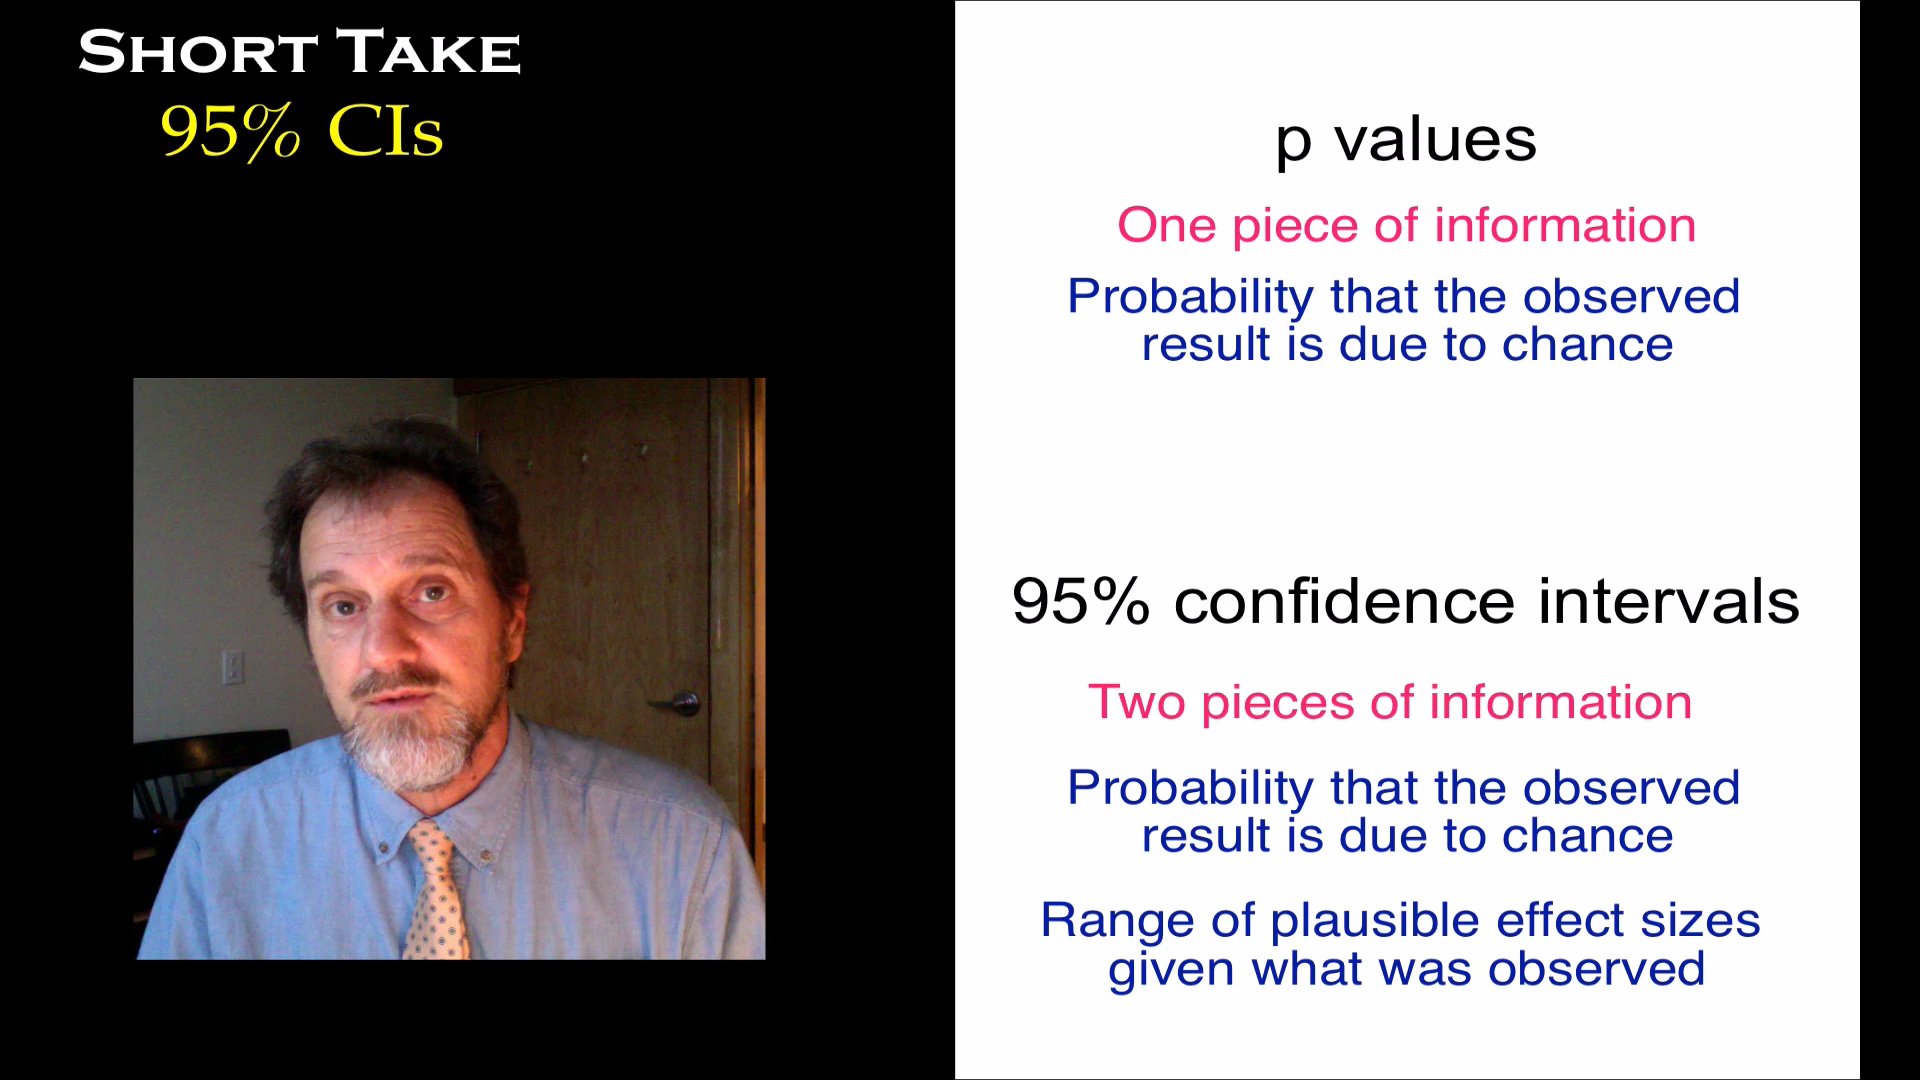 SHORT TAKE
95% CIs
p values
One piece of information
Probability that the observed
result is due to chance
95% confidence intervals
Two pieces of information
Probability that the observed
result is due to chance
Range of plausible effect sizes
given what was observed